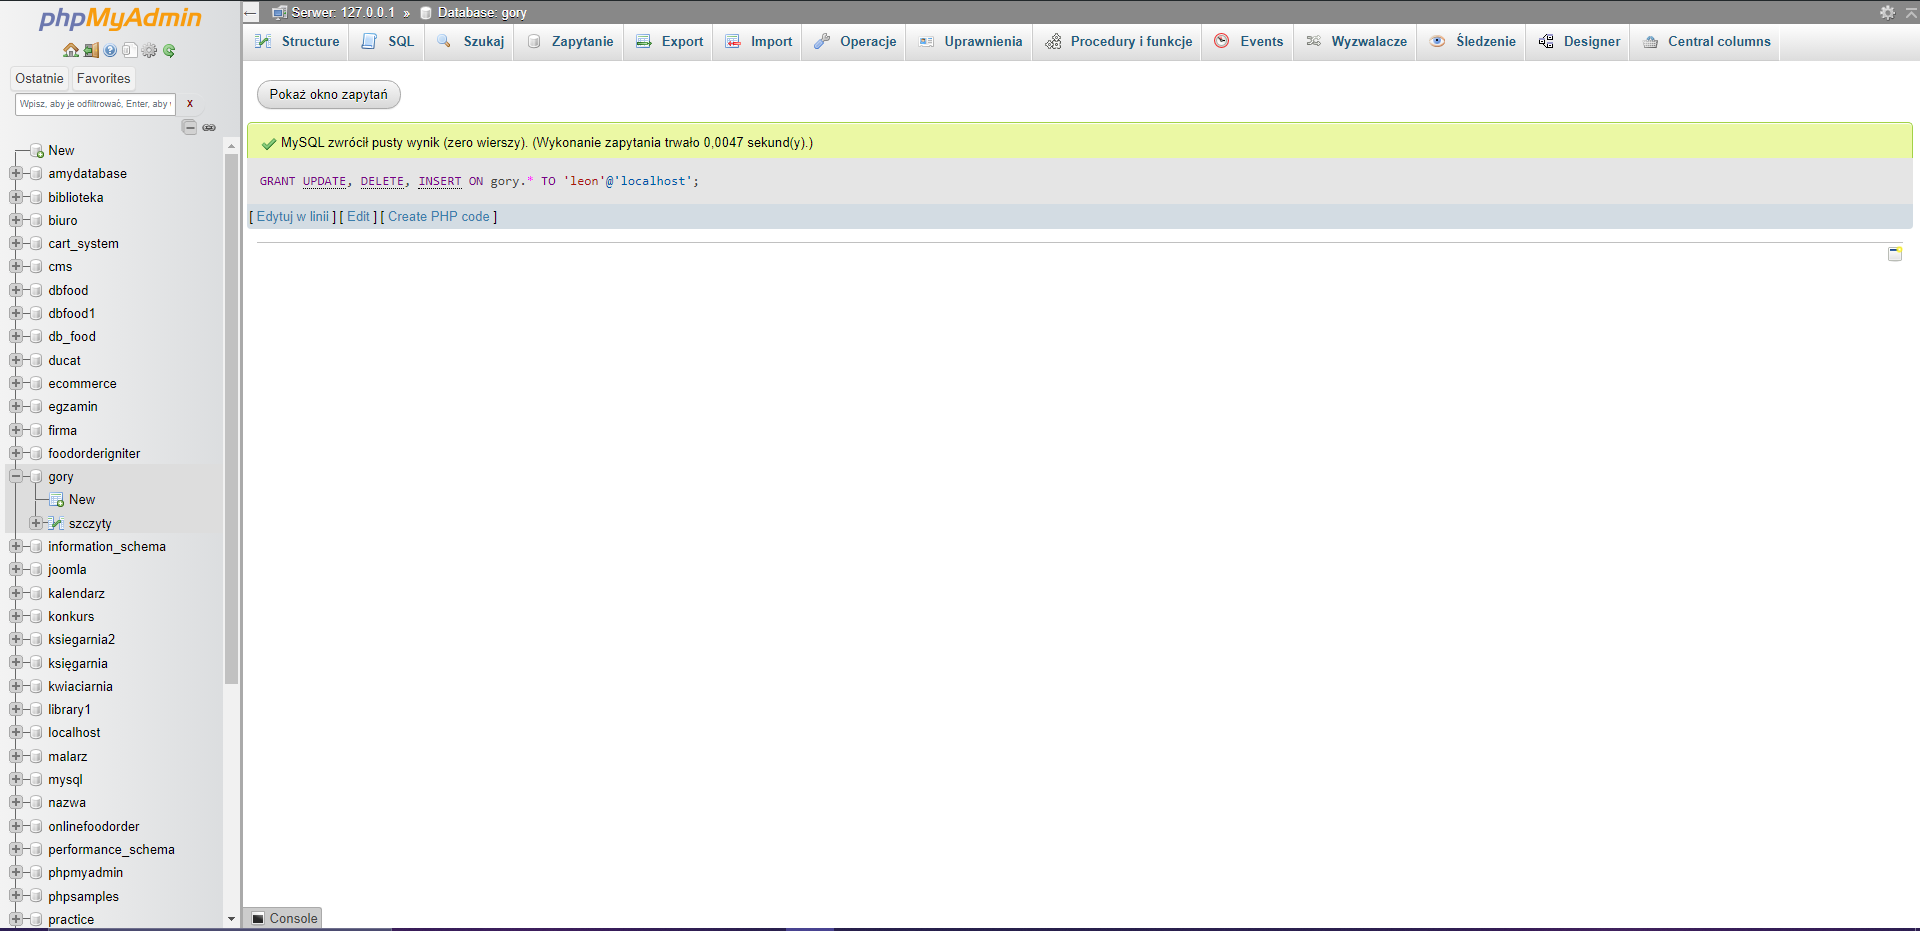 phpMyAdmin
Ostatnie Favorites
Wpisz, aby je odfiltrować, Enter, aby X
New
amydatabase
biblioteka
biuro
cart_system
cms
dbfood
dbfood1
db_food
ducat
ecommerce
egzamin
firma
foodorderigniter
gory
New
szczyty
information_schema
joomla
kalendarz
konkurs
ksiegarnia2
księgarnia
kwiaciarnia
library1
localhost
malarz
mysql
nazwa
onlinefoodorder
performance_schema
phpmyadmin
phpsamples
practice
Serwer: 127.0.0.1 » Database: gory
Structure SQL Szukaj Zapytanie Export Import Operacje Uprawnienia Procedury i funkcje Events Wyzwalacze Śledzenie Designer Central columns
Pokaż okno zapytań
MySQL zwrócił pusty wynik (zero wierszy). (Wykonanie zapytania trwało 0,0047 sekund(y).)
GRANT UPDATE, DELETE, INSERT ON gory.* TO 'leon'@'localhost';
[ Edytuj w linii ] [ Edit ] [ Create PHP code ]
Console